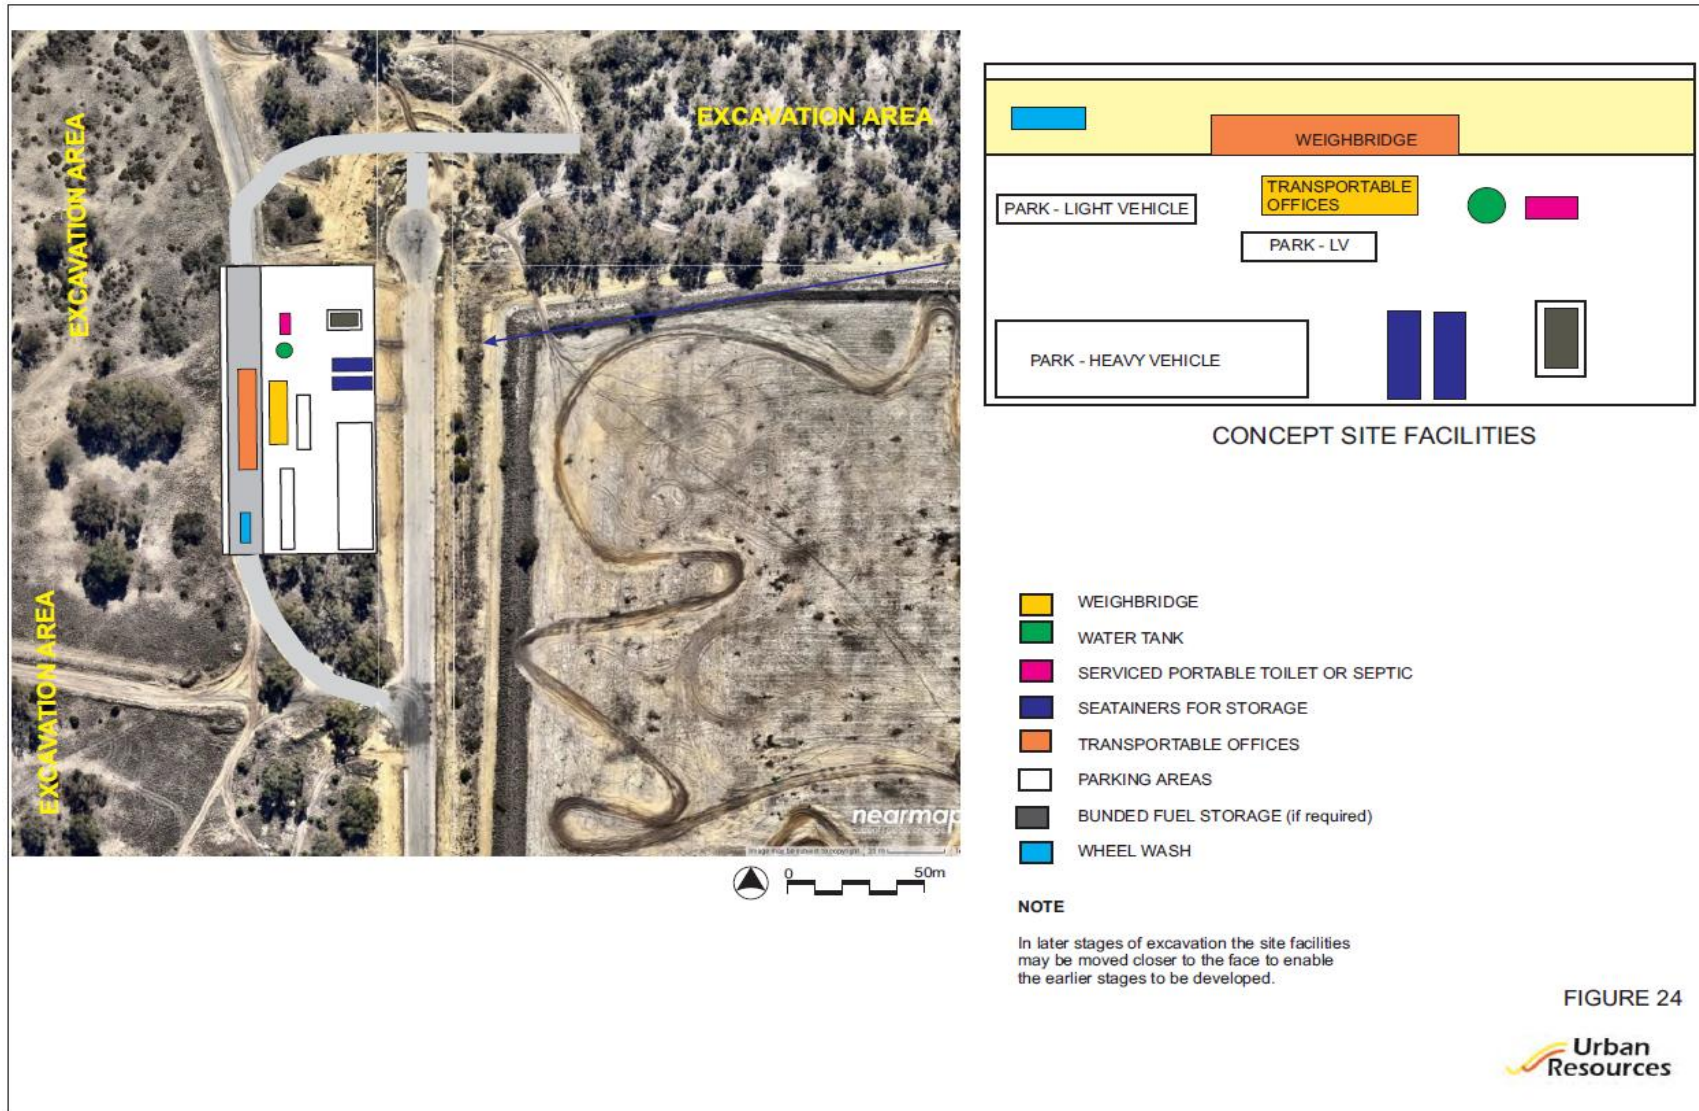 EXCAVATION AREA
EXCAVATION AREA
EXCAVATION AREA
nearmap
0 50m
WEIGHBRIDGE
TRANSPORTABLE
OFFICES
PARK - LIGHT VEHICLE
PARK - LV
PARK - HEAVY VEHICLE
CONCEPT SITE FACILITIES
WEIGHBRIDGE
WATER TANK
SERVICED PORTABLE TOILET OR SEPTIC
SEATAINERS FOR STORAGE
TRANSPORTABLE OFFICES
PARKING AREAS
BUNDED FUEL STORAGE (if required)
WHEEL WASH
NOTE
In later stages of excavation the site facilities
may be moved closer to the face to enable
the earlier stages to be developed.
FIGURE 24
Urban
Resources